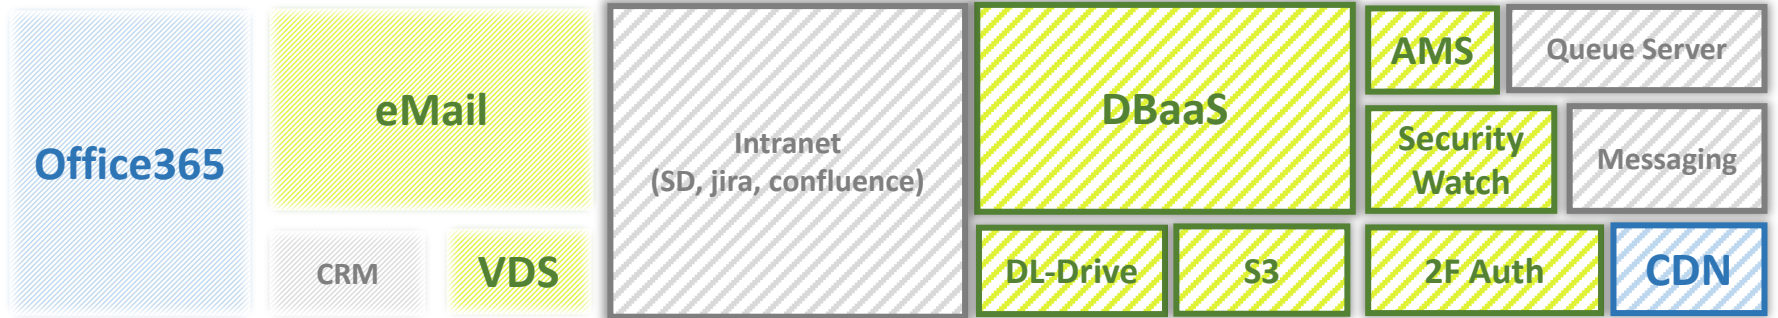 Office365
eMail
CRM
VDS
Intranet
(SD, jira, confluence)
DBaaS
DL-Drive
S3
AMS
Queue Server
Security
Watch
Messaging
2F Auth
CDN